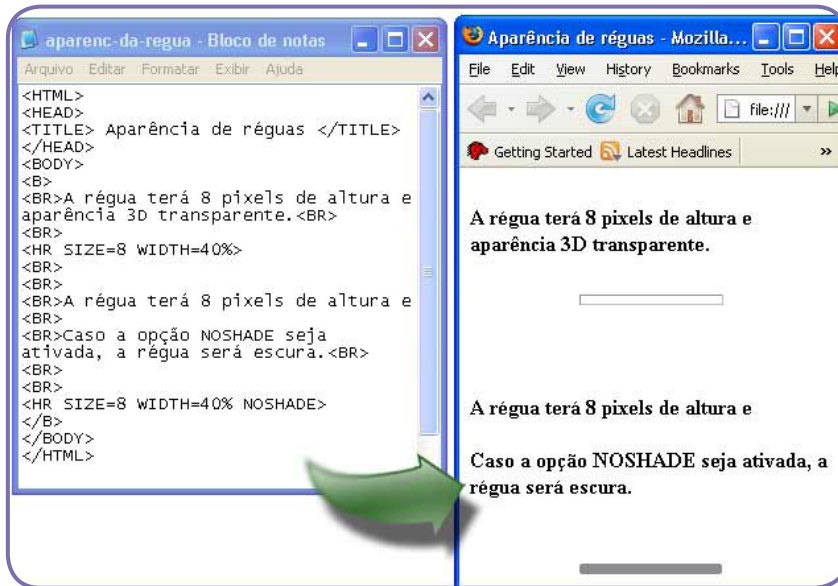 aparenc-da-regua - Bloco de notas
Arquivo Editar Formatar Exibir Ajuda
<HTML>
<HEAD>
<TITLE> Aparência de réguas </TITLE>
</HEAD>
<BODY>
<B>
<BR>A régua terá 8 pixels de altura e
aparência 3D transparente.<BR>
<BR>
<HR SIZE=8 WIDTH=40%>
<BR>
<BR>
<BR>A régua terá 8 pixels de altura e
<BR>
<BR>Caso a opção NOSHADE seja
ativada, a régua será escura.<BR>
<BR>
<BR>
<HR SIZE=8 WIDTH=40% NOSHADE>
</B>
</BODY>
</HTML>
Aparência de réguas - Mozilla...
File Edit View History Bookmarks Tools Help
file:///
Getting Started Latest Headlines »
A régua terá 8 pixels de altura e
aparência 3D transparente.
A régua terá 8 pixels de altura e
Caso a opção NOSHADE seja ativada, a
régua será escura.